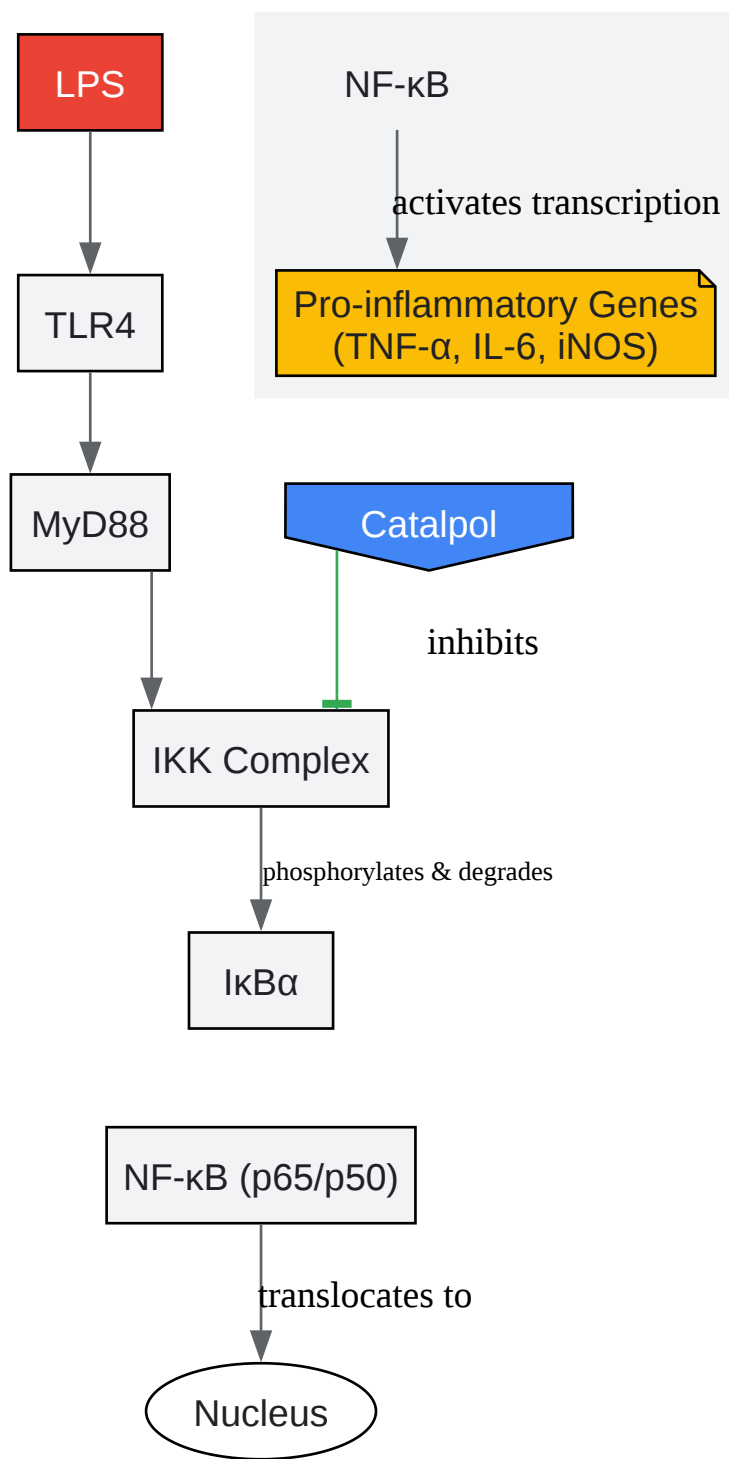 LPS
NF-κB
activates transcription
TLR4
Pro-inflammatory Genes
(TNF-α, IL-6, iNOS)
MyD88
Catalpol
inhibits
IKK Complex
phosphorylates & degrades
IκBα
NF-κB (p65/p50)
translocates to
Nucleus